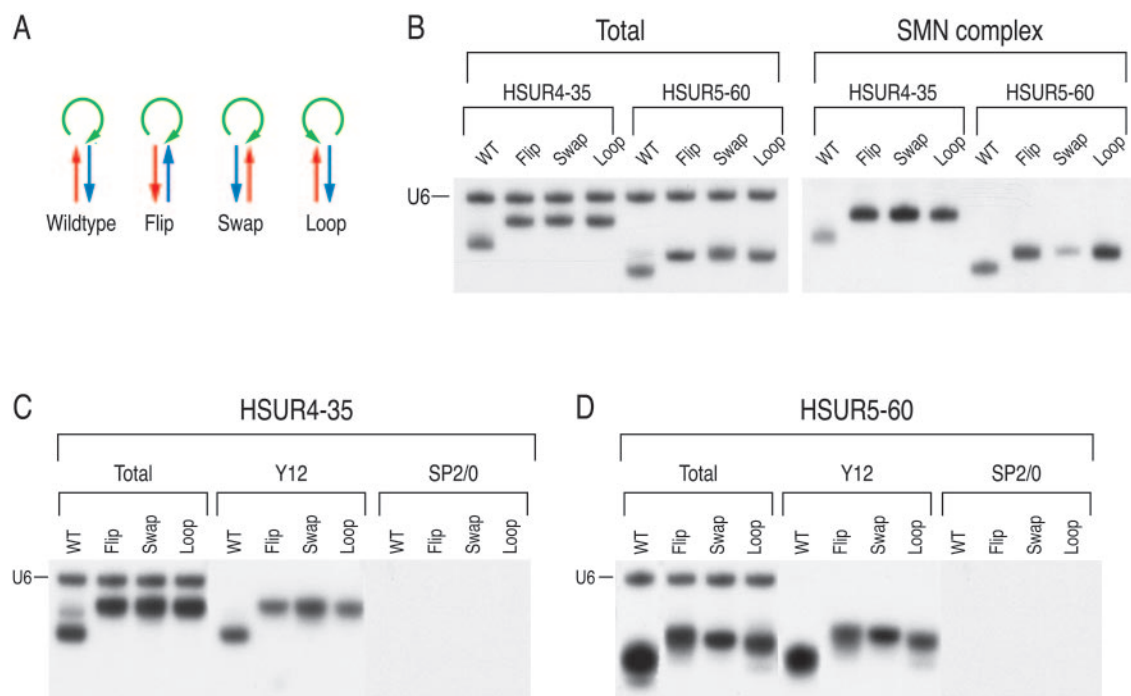 A
Wildtype Flip Swap Loop
B
Total SMN complex
HSUR4-35 HSUR5-60 HSUR4-35 HSUR5-60
WT Flip Swap Loop WT Flip Swap Loop WT Flip Swap Loop WT Flip Swap Loop
U6
C
HSUR4-35
Total Y12 SP2/0
WT Flip Swap Loop WT Flip Swap Loop WT Flip Swap Loop
U6
D
HSUR5-60
Total Y12 SP2/0
WT Flip Swap Loop WT Flip Swap Loop WT Flip Swap Loop
U6